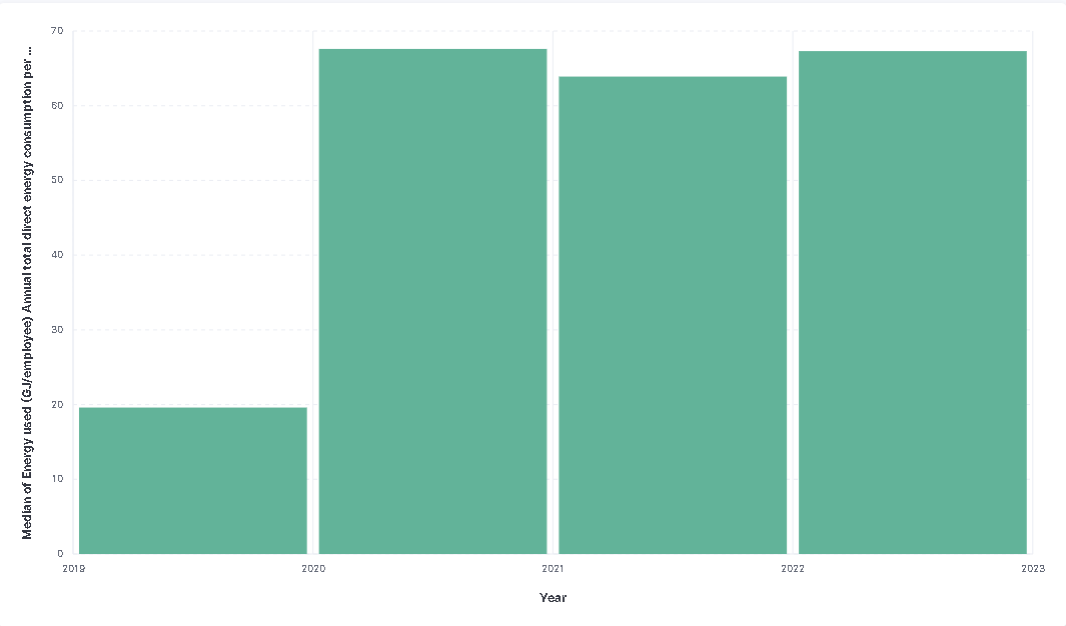 Median of Energy used (GJ/employee) Annual total direct energy consumption per ...
70
60
50
40
30
20
10
0
2019 2020 2021 2022 2023
Year